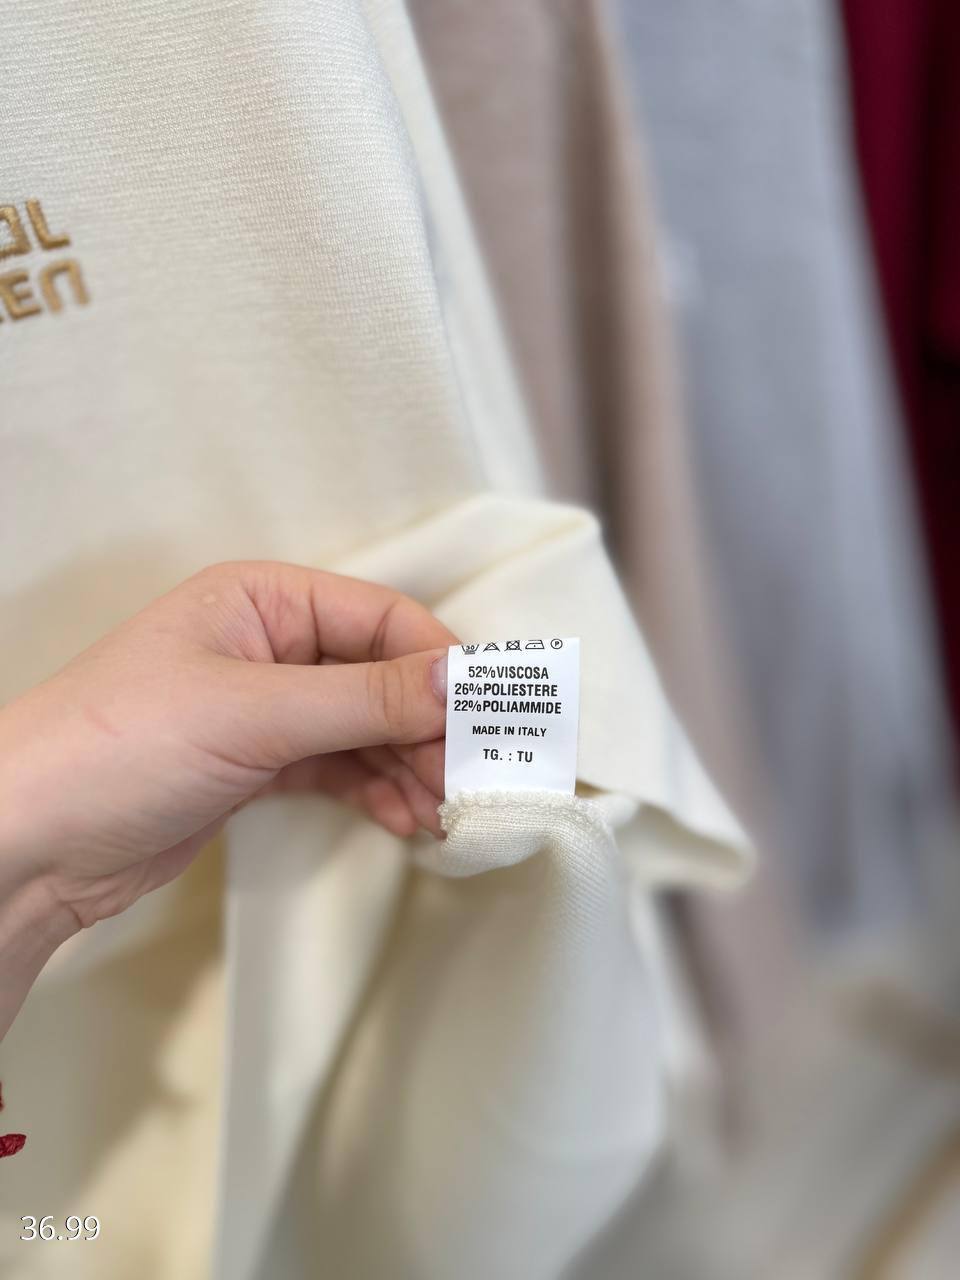 52%VISCOSA
26%POLIESTERE
22%POLIAMMIDE
MADE IN ITALY
TG. : TU
36.99